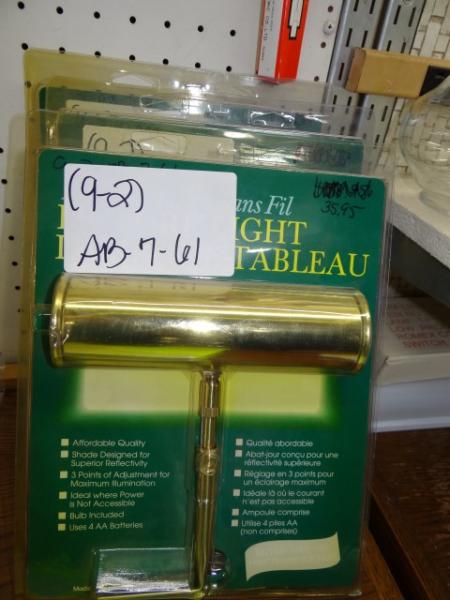 (9-2)
AB-7-61
35.95
ans Fil
IGHT
TABLEAU
Affordable Quality
Shade Designed for
Superior Reflectivity
3 Points of Adjustment for
Maximum Illumination
Ideal where Power
is Not Accessible
Bulb Included
Uses 4 AA Batteries
Qualité abordable
Abat-jour conçu pour une
réflectivité supérieure
Réglage en 3 points pour
un éclairage maximum
Idéale là où le courant
n'est pas accessible
Ampoule comprise
Utilise 4 piles AA
(non comprises)